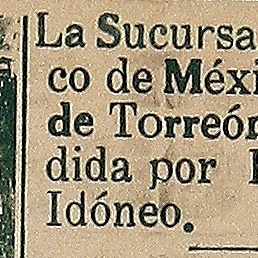 La Sucursa
co de Méxi
de Torreón
dida por
Idóneo.